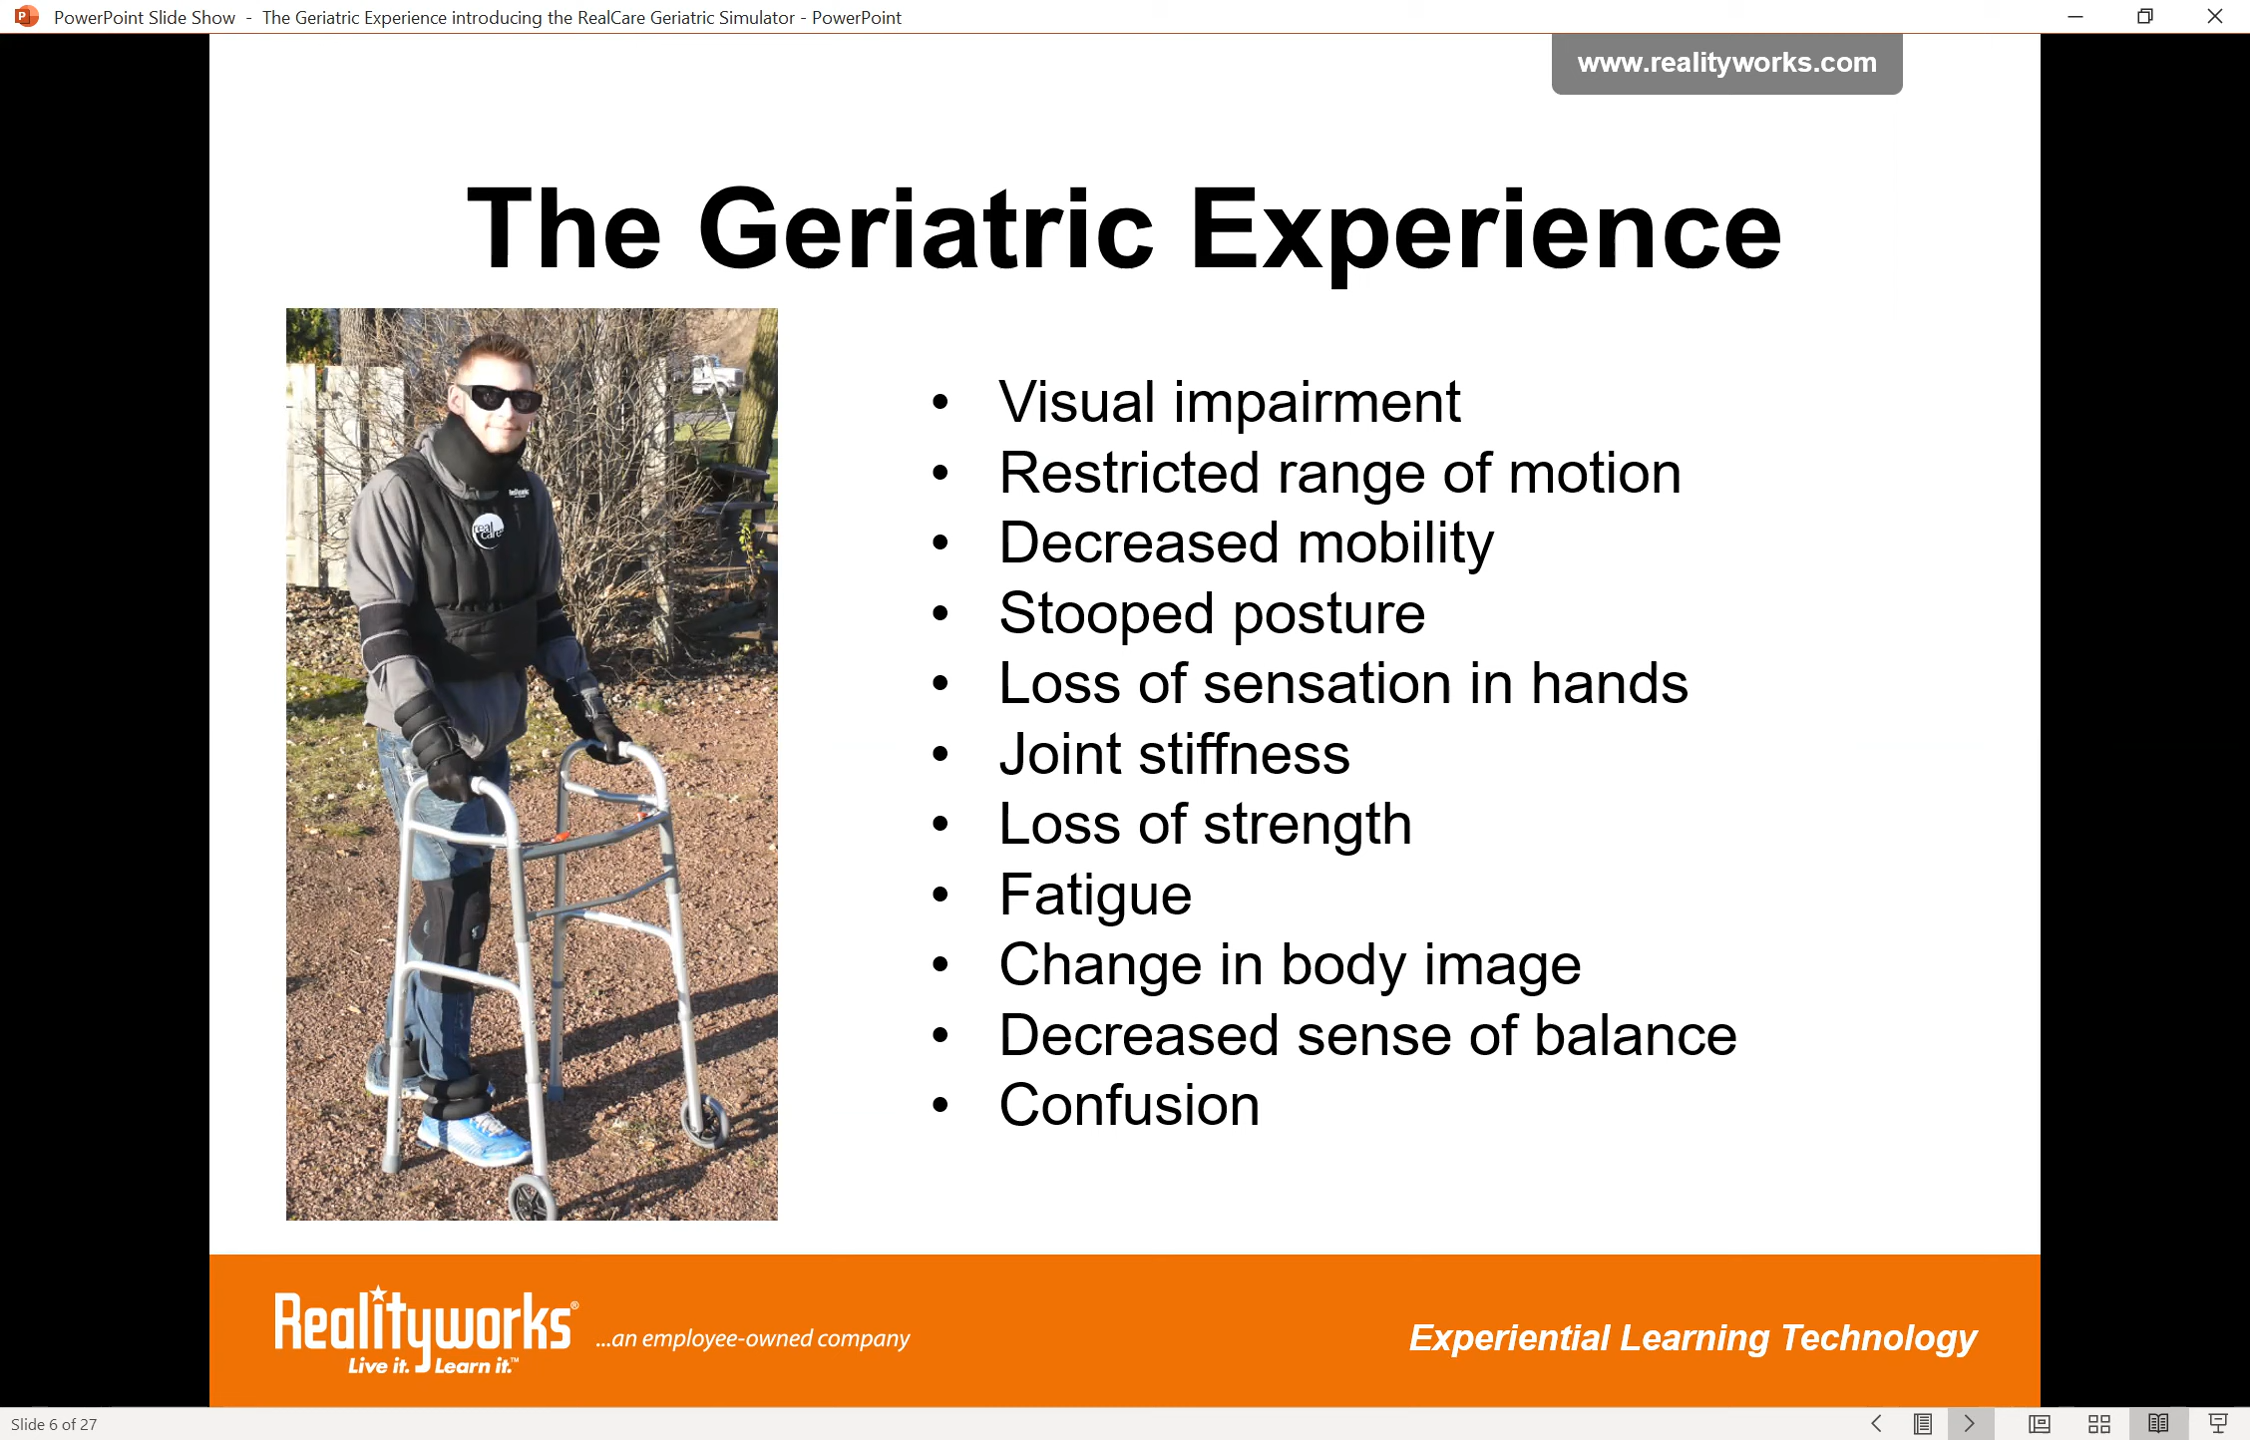 PowerPoint Slide Show - The Geriatric Experience introducing the RealCare Geriatric Simulator - PowerPoint
www.realityworks.com
The Geriatric Experience
real
care
• Visual impairment
• Restricted range of motion
• Decreased mobility
• Stooped posture
• Loss of sensation in hands
• Joint stiffness
• Loss of strength
• Fatigue
• Change in body image
• Decreased sense of balance
• Confusion
Realityworks®
...an employee-owned company
Live it. Learn it.™
Experiential Learning Technology
Slide 6 of 27